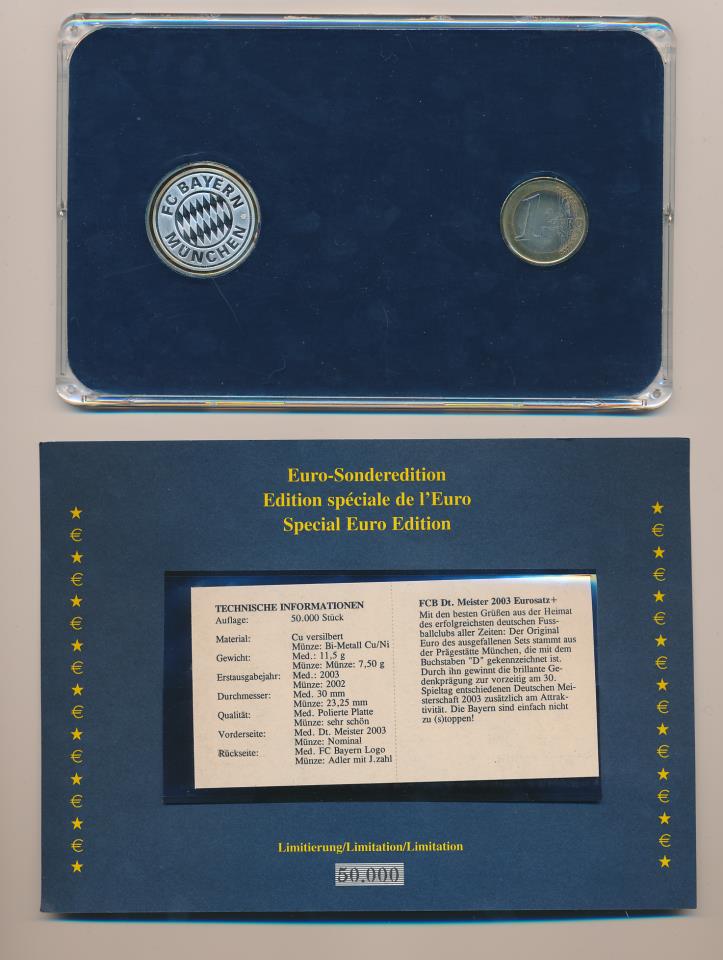 FC BAYERN
MÜNCHEN
1
Euro-Sonderedition
Edition spéciale de l'Euro
Special Euro Edition
TECHNISCHE INFORMATIONEN
Auflage: 50.000 Stück
Material: Cu versilbert
Münze: Bi-Metall Cu/Ni
Gewicht: Med.: 11,5 g
Münze: Münze: 7,50 g
Erstausgabejahr: Med.: 2003
Münze: 2002
Durchmesser: Med. 30 mm
Münze: 23,25 mm
Qualität: Med. Polierte Platte
Münze: sehr schön
Vorderseite: Med. Dt. Meister 2003
Münze: Nominal
Rückseite: Med. FC Bayern Logo
Münze: Adler mit J.zahl
FCB Dt. Meister 2003 Eurosatz+
Mit den besten Grüßen aus der Heimat
des erfolgreichsten deutschen Fuss-
ballclubs aller Zeiten: Der Original
Euro des ausgefallenen Sets stammt aus
der Prägestätte München, die mit dem
Buchstaben "D" gekennzeichnet ist.
Durch ihn gewinnt die brillante Ge-
denkprägung zur vorzeitig am 30.
Spieltag entschiedenen Deutschen Mei-
sterschaft 2003 zusätzlich am Attrak-
tivität. Die Bayern sind einfach nicht
zu (s)toppen!
Limitierung/Limitation/Limitation
50.000